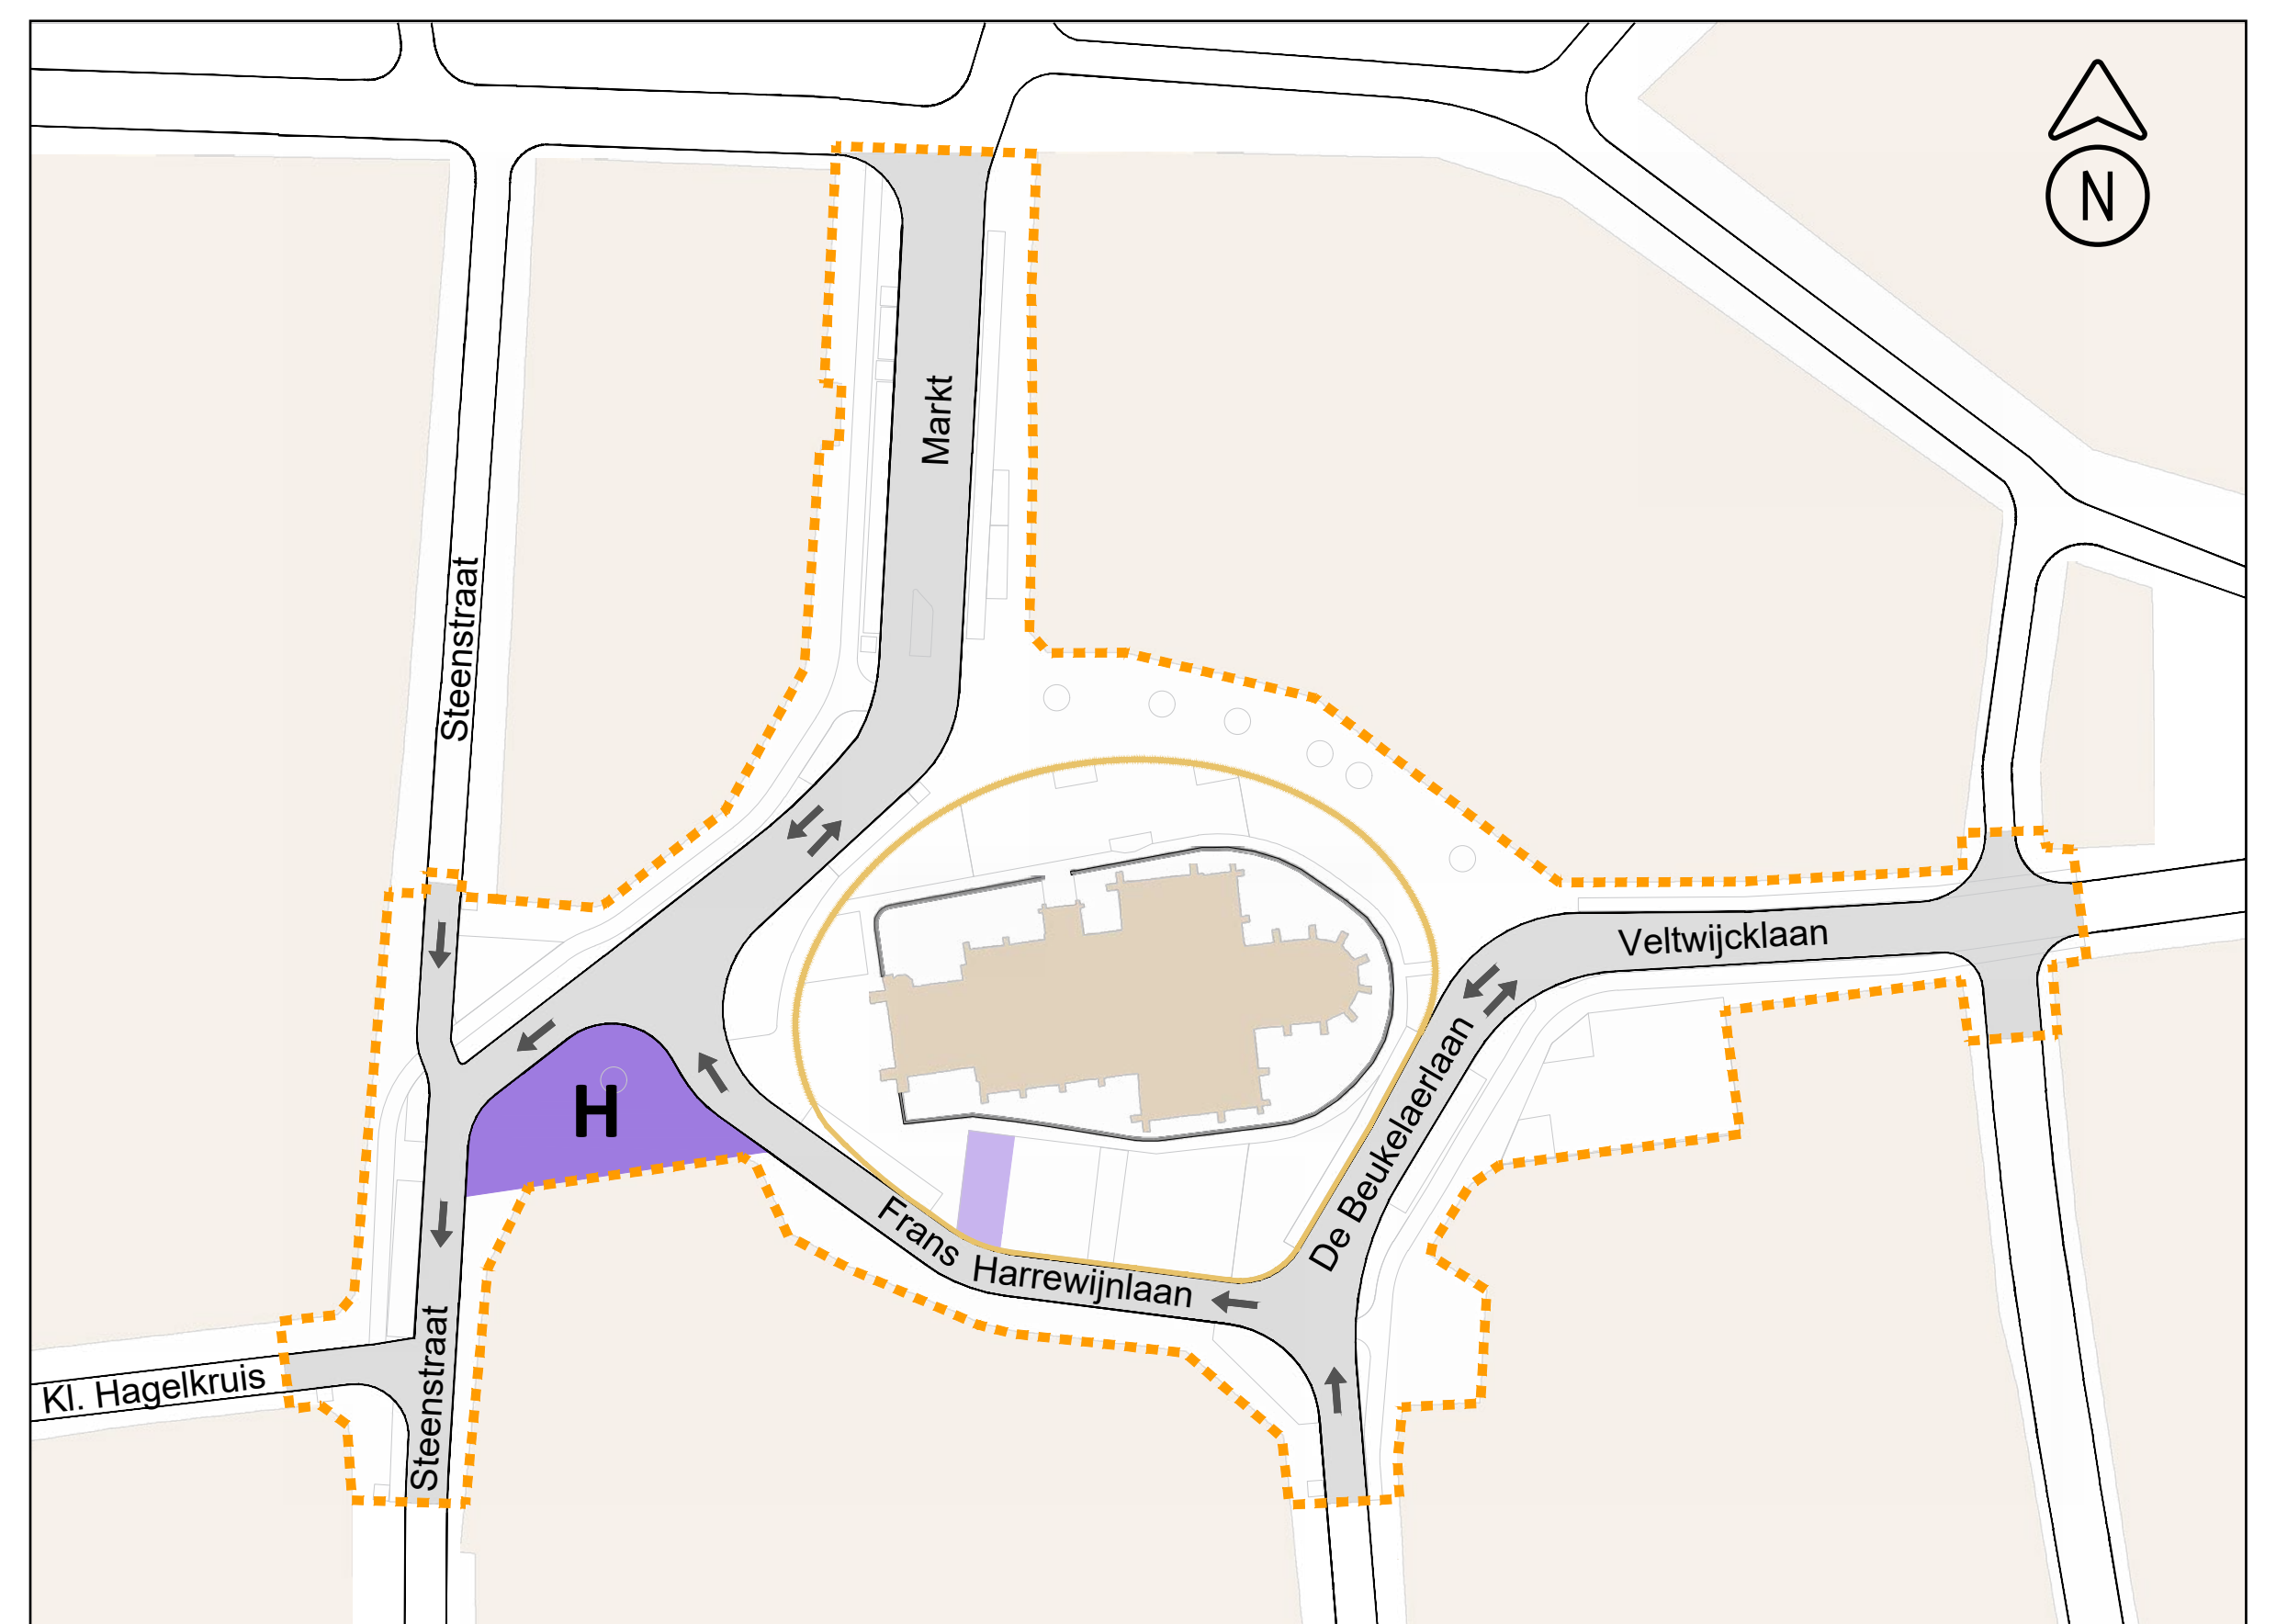 N
Markt
Steenstraat
Veltwijcklaan
De Beukelaerlaan
H
Frans Harrewijnlaan
Kl. Hagelkruis
Steenstraat